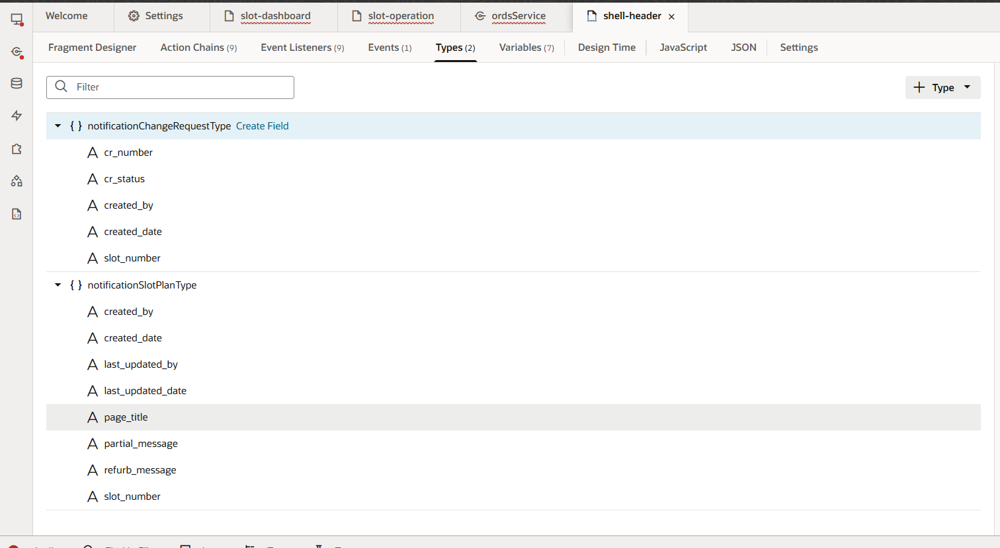 Welcome Settings slot-dashboard slot-operation ordsService shell-header
Fragment Designer Action Chains (9) Event Listeners (9) Events (1) Types (2) Variables (7) Design Time JavaScript JSON Settings
Filter Type
{ } notificationChangeRequestType Create Field
A cr_number
A cr_status
A created_by
A created_date
A slot_number
{ } notificationSlotPlanType
A created_by
A created_date
A last_updated_by
A last_updated_date
A page_title
A partial_message
A refurb_message
A slot_number